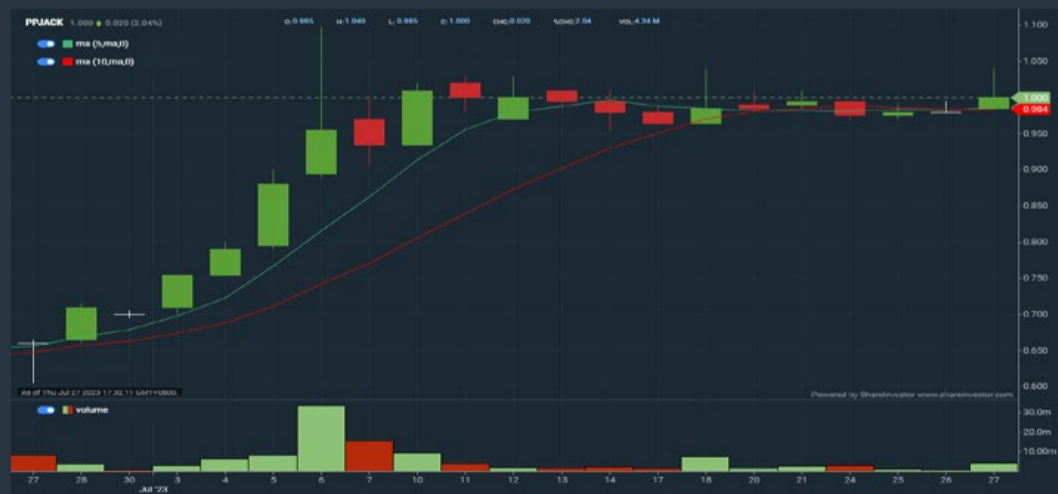 PPJACK 1.000 0.020 (2.04%) O: 0.985 H: 1.040 L: 0.985 C: 1.000 CHG:0.020 %CHG:2.04 VOL:4.34 M
ma (5,ma,0)
ma (10,ma,0)
1.100
1.050
1.000
0.984
0.950
0.900
0.850
0.800
0.750
0.700
0.650
0.600
As of Thu Jul 27 2023 17:32:11 GMT+0800.
Powered by ShareInvestor www.shareinvestor.com
volume
30.0m
20.0m
10.00m
27 28 30 3 4 5 6 7 10 11 12 13 14 17 18 20 21 24 25 26 27
Jul '23